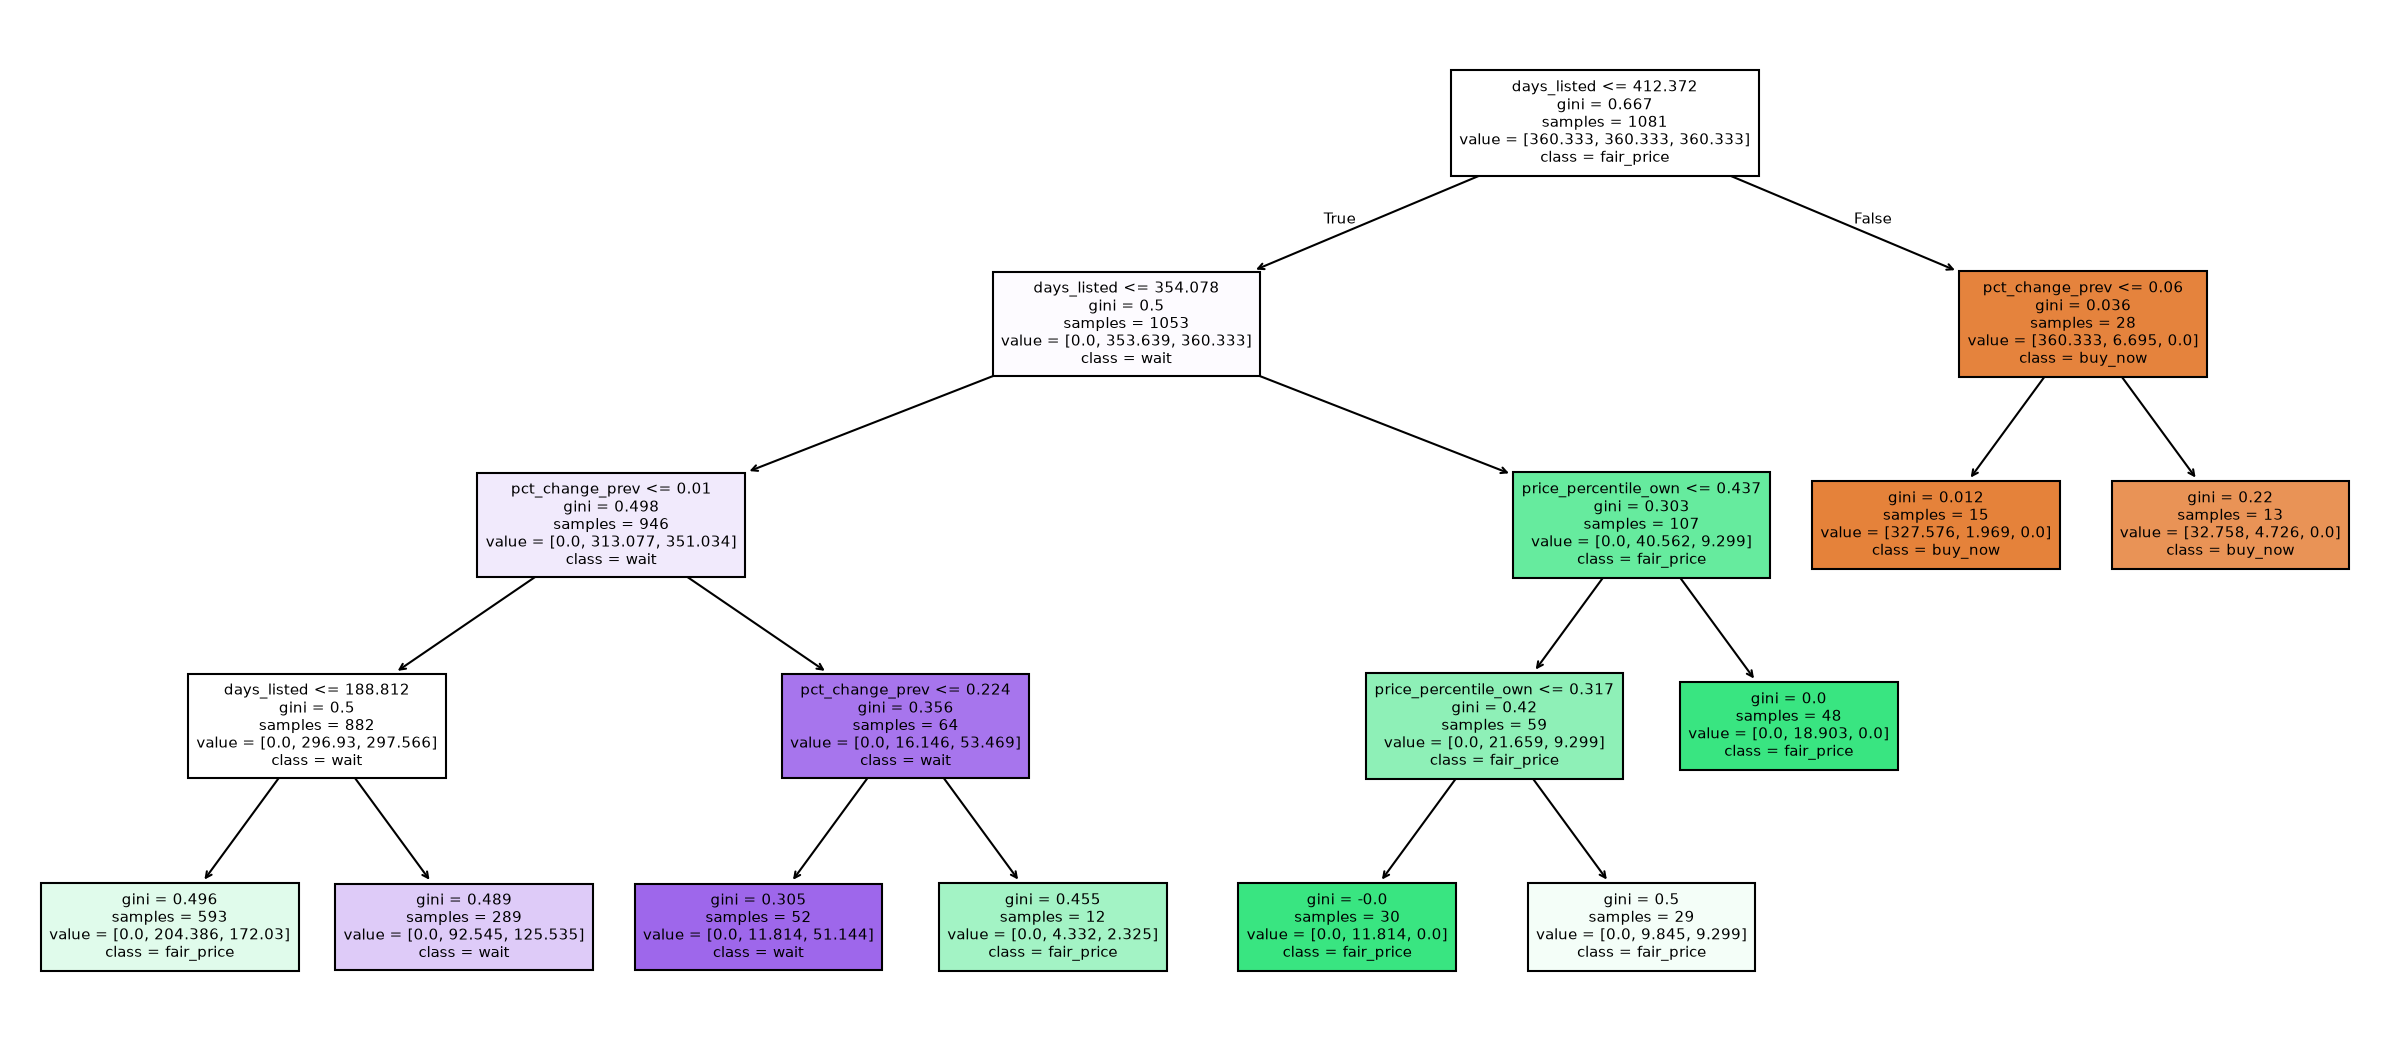 days_listed <= 412.372
gini = 0.667
samples = 1081
value = [360.333, 360.333, 360.333]
class = fair_price
True
False
days_listed <= 354.078
gini = 0.5
samples = 1053
value = [0.0, 353.639, 360.333]
class = wait
pct_change_prev <= 0.06
gini = 0.036
samples = 28
value = [360.333, 6.695, 0.0]
class = buy_now
pct_change_prev <= 0.01
gini = 0.498
samples = 946
value = [0.0, 313.077, 351.034]
class = wait
price_percentile_own <= 0.437
gini = 0.303
samples = 107
value = [0.0, 40.562, 9.299]
class = fair_price
gini = 0.012
samples = 15
value = [327.576, 1.969, 0.0]
class = buy_now
gini = 0.22
samples = 13
value = [32.758, 4.726, 0.0]
class = buy_now
days_listed <= 188.812
gini = 0.5
samples = 882
value = [0.0, 296.93, 297.566]
class = wait
pct_change_prev <= 0.224
gini = 0.356
samples = 64
value = [0.0, 16.146, 53.469]
class = wait
price_percentile_own <= 0.317
gini = 0.42
samples = 59
value = [0.0, 21.659, 9.299]
class = fair_price
gini = 0.0
samples = 48
value = [0.0, 18.903, 0.0]
class = fair_price
gini = 0.496
samples = 593
value = [0.0, 204.386, 172.03]
class = fair_price
gini = 0.489
samples = 289
value = [0.0, 92.545, 125.535]
class = wait
gini = 0.305
samples = 52
value = [0.0, 11.814, 51.144]
class = wait
gini = 0.455
samples = 12
value = [0.0, 4.332, 2.325]
class = fair_price
gini = -0.0
samples = 30
value = [0.0, 11.814, 0.0]
class = fair_price
gini = 0.5
samples = 29
value = [0.0, 9.845, 9.299]
class = fair_price